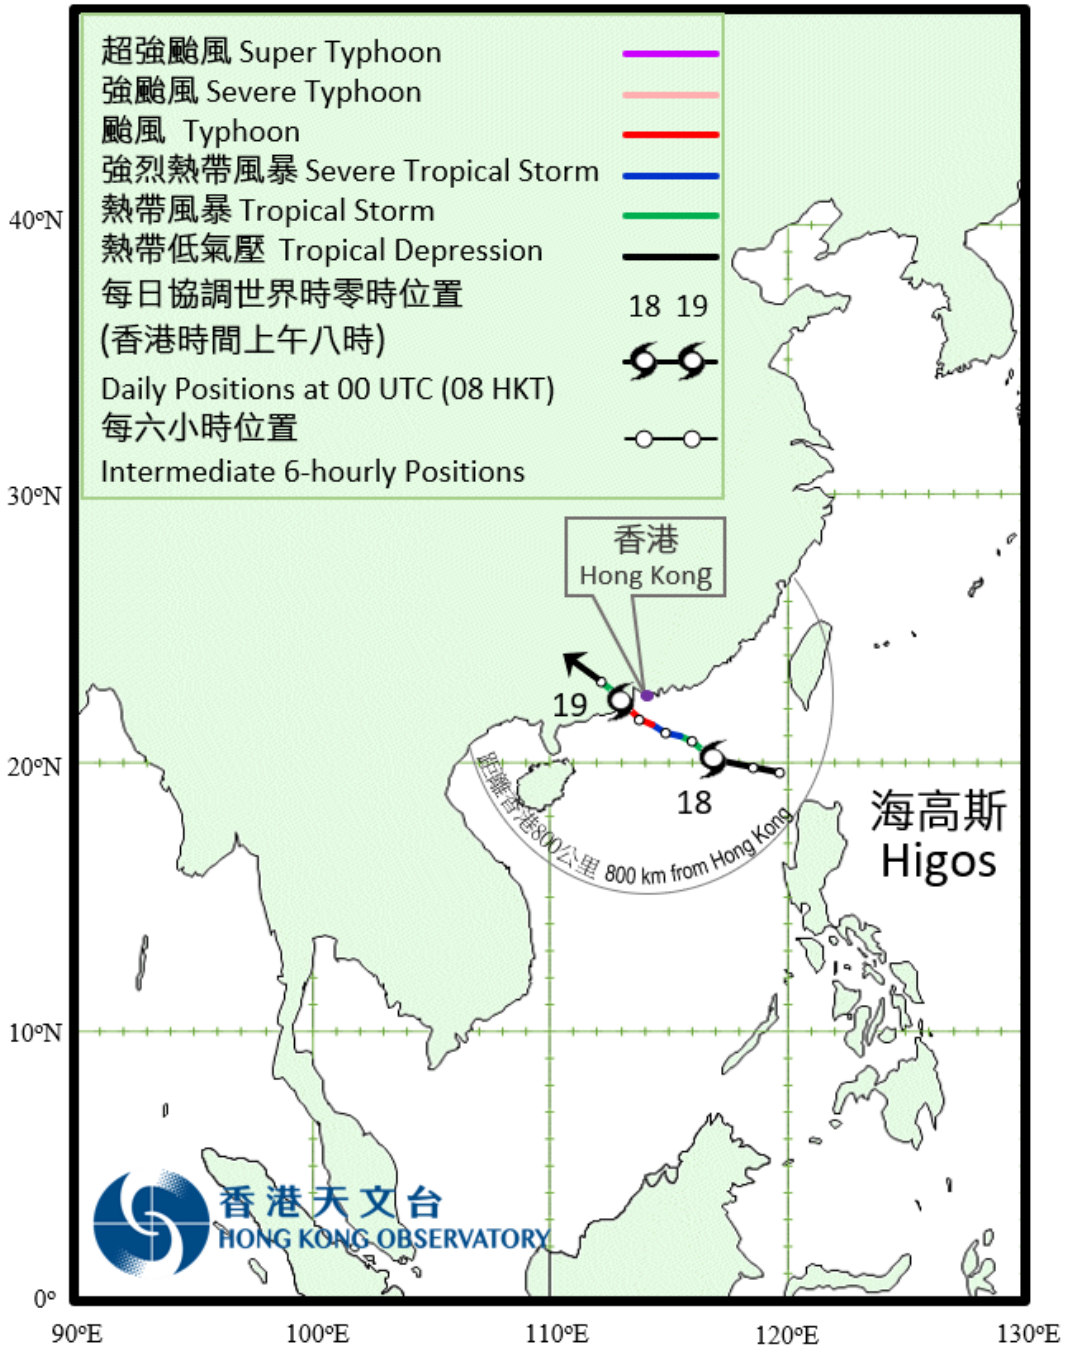 超強颱風 Super Typhoon
強颱風 Severe Typhoon
颱風 Typhoon
強烈熱帶風暴 Severe Tropical Storm
熱帶風暴 Tropical Storm
熱帶低氣壓 Tropical Depression
每日協調世界時零時位置
18 19
(香港時間上午八時)
Daily Positions at 00 UTC (08 HKT)
每六小時位置
Intermediate 6-hourly Positions
40°N
30°N
20°N
10°N
0°
香港
Hong Kong
19
18
距離香港800公里 800 km from Hong Kong
海高斯
Higos
香港天文台
HONG KONG OBSERVATORY
90°E 100°E 110°E 120°E 130°E